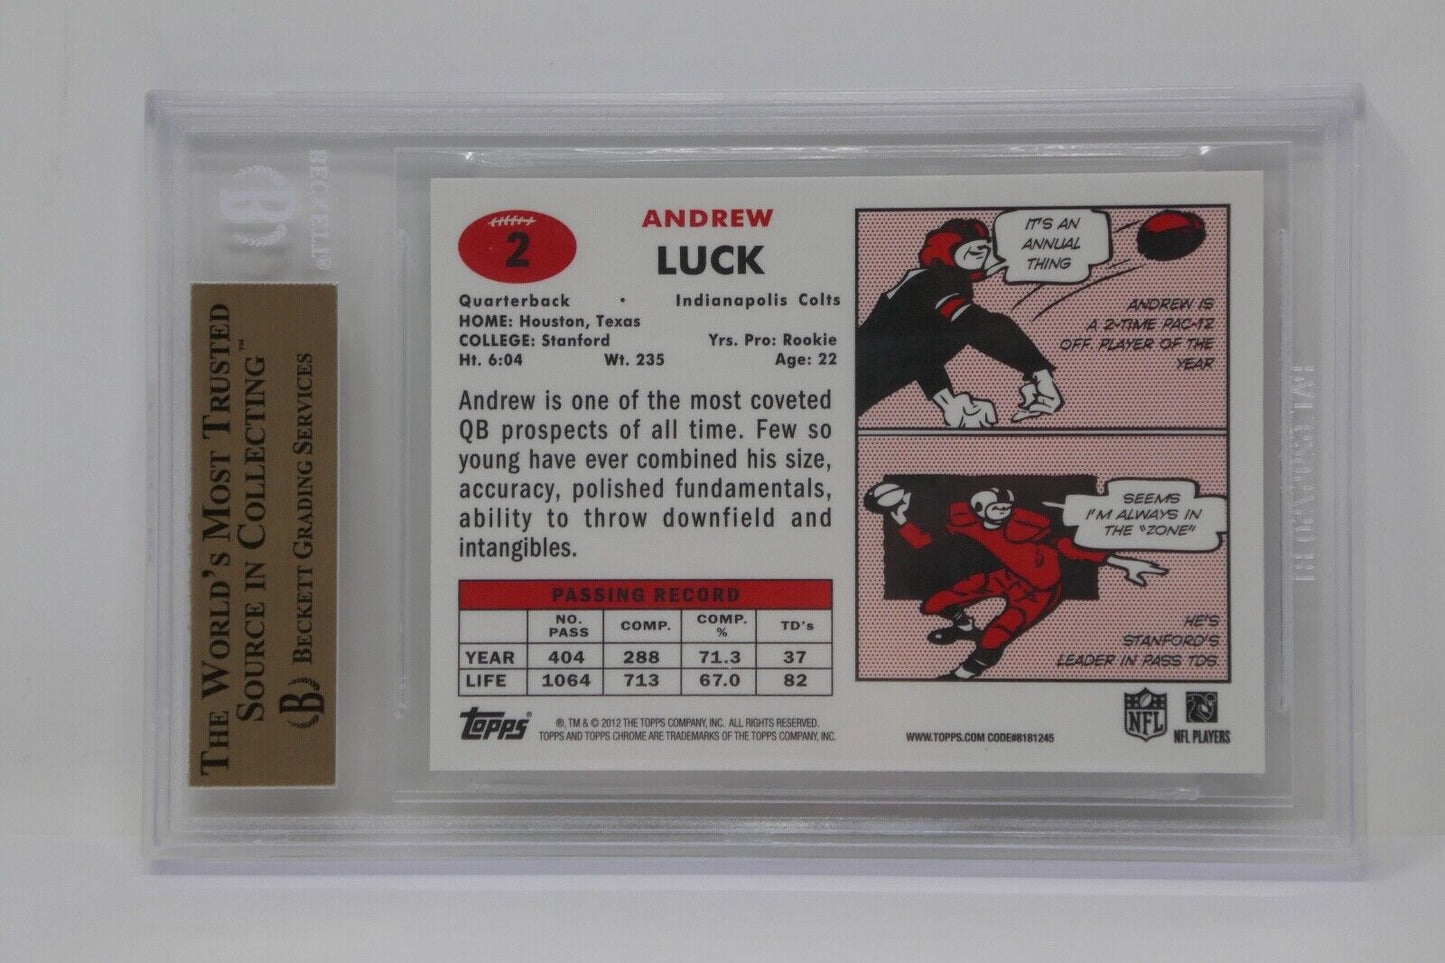 BECKETT®
B
THE WORLD'S MOST TRUSTED
SOURCE IN COLLECTING™
B BECKETT GRADING SERVICES
2
ANDREW
LUCK
Quarterback • Indianapolis Colts
HOME: Houston, Texas
COLLEGE: Stanford Yrs. Pro: Rookie
Ht. 6:04 Wt. 235 Age: 22
Andrew is one of the most coveted
QB prospects of all time. Few so
young have ever combined his size,
accuracy, polished fundamentals,
ability to throw downfield and
intangibles.
PASSING RECORD
NO. PASS COMP. COMP. % TD's
YEAR 404 288 71.3 37
LIFE 1064 713 67.0 82
Topps®
®, TM & © 2012 THE TOPPS COMPANY, INC. ALL RIGHTS RESERVED.
TOPPS AND TOPPS CHROME ARE TRADEMARKS OF THE TOPPS COMPANY, INC.
IT'S AN
ANNUAL
THING
ANDREW IS
A 2-TIME PAC-12
OFF. PLAYER OF THE
YEAR
SEEMS
I'M ALWAYS IN
THE "ZONE"
HE'S
STANFORD'S
LEADER IN PASS TDS
WWW.TOPPS.COM CODE#8181245
NFL
NFL PLAYERS